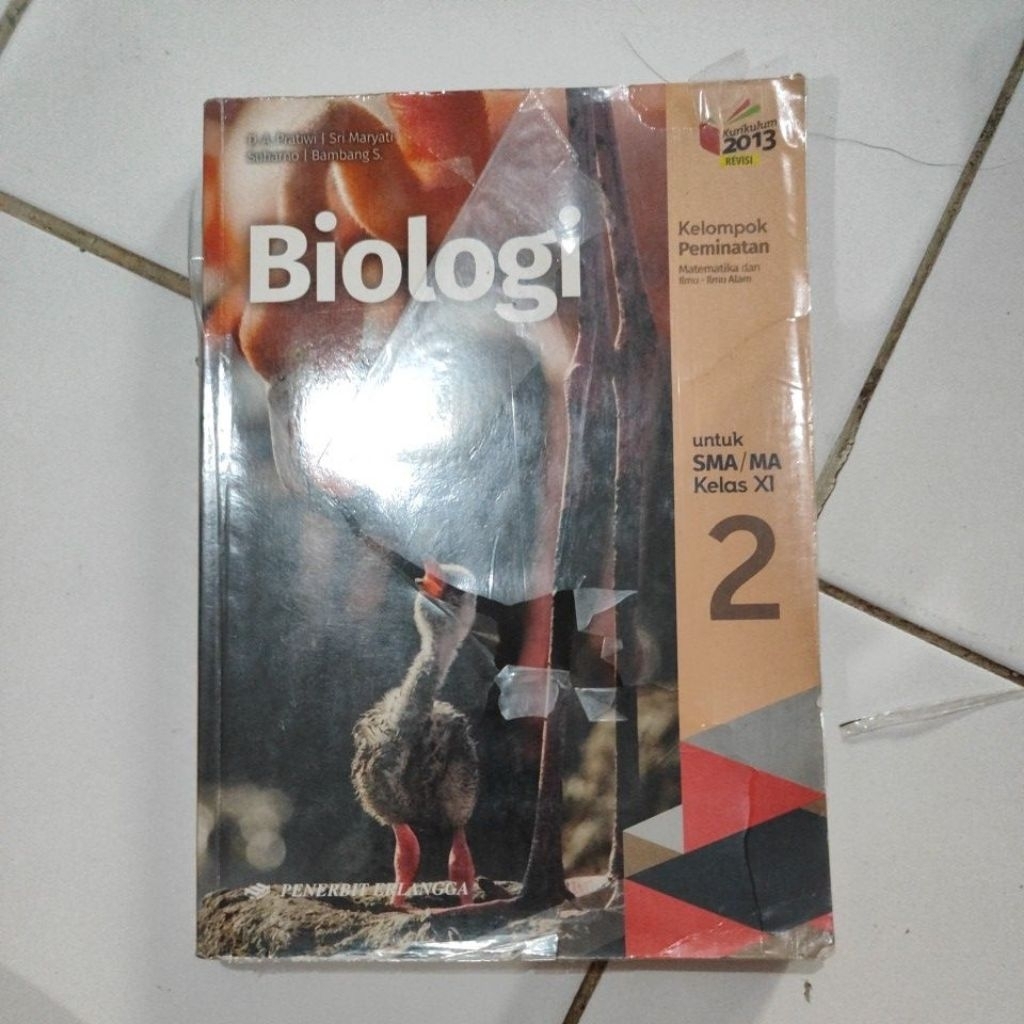 D. A. Pratiwi | Sri Maryati
Suharno | Bambang S.
Biologi
Kurikulum
2013
REVISI
Kelompok
Peminatan
Matematika dan
Ilmu - Ilmu Alam
untuk
SMA/MA
Kelas XI
2
PENERBIT ERLANGGA